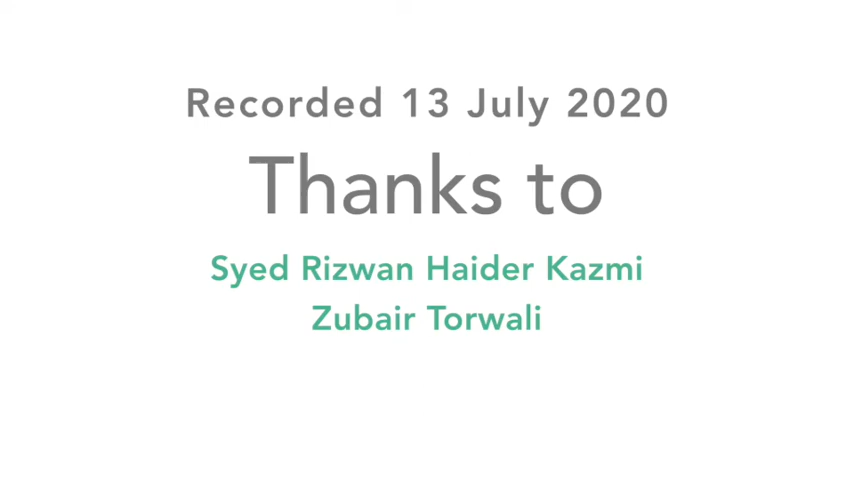 Recorded 13 July 2020
Thanks to
Syed Rizwan Haider Kazmi
Zubair Torwali